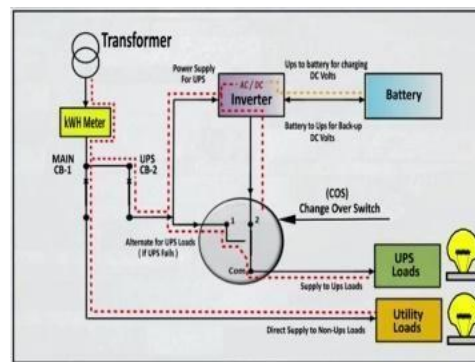 Transformer
Power Supply
For UPS
Ups to battery for charging
DC Volts
AC / DC
Inverter
Battery
kWH Meter
Battery to Ups for Back-up
DC Volts
MAIN
CB-1
UPS
CB-2
(COS)
Change Over Switch
1
2
Alternate for UPS Loads
( if UPS Fails )
Com
UPS
Loads
Supply to Ups Loads
Utility
Loads
Direct Supply to Non-Ups Loads